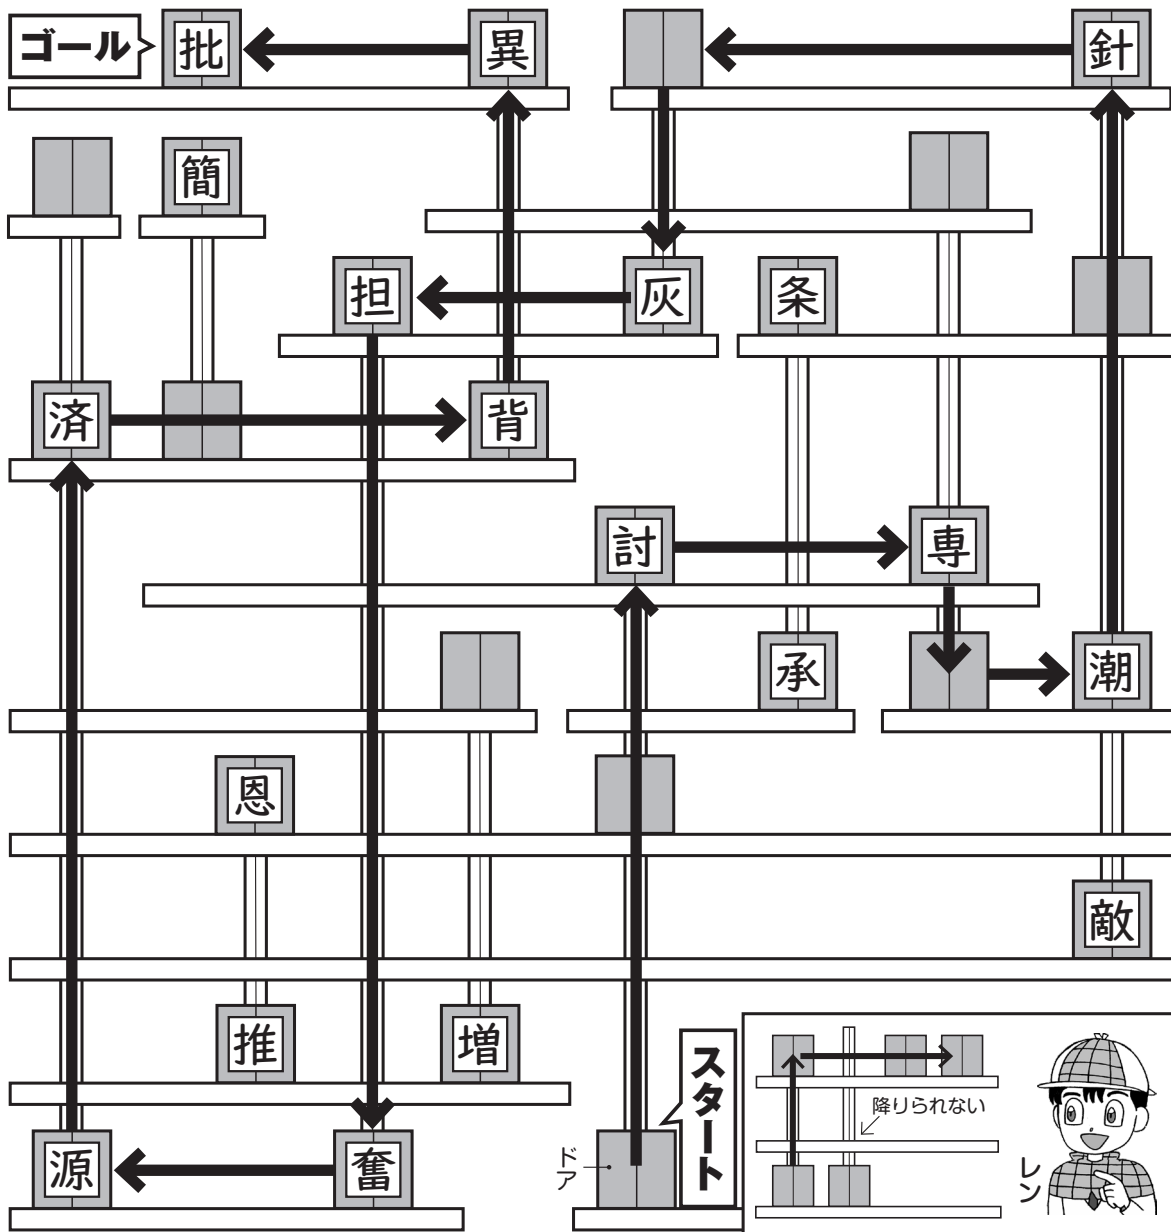 ゴール
批
異
針
簡
担
灰
条
済
背
討
専
承
潮
恩
敵
推
増
源
奮
スタート
ドア
降りられない
レン